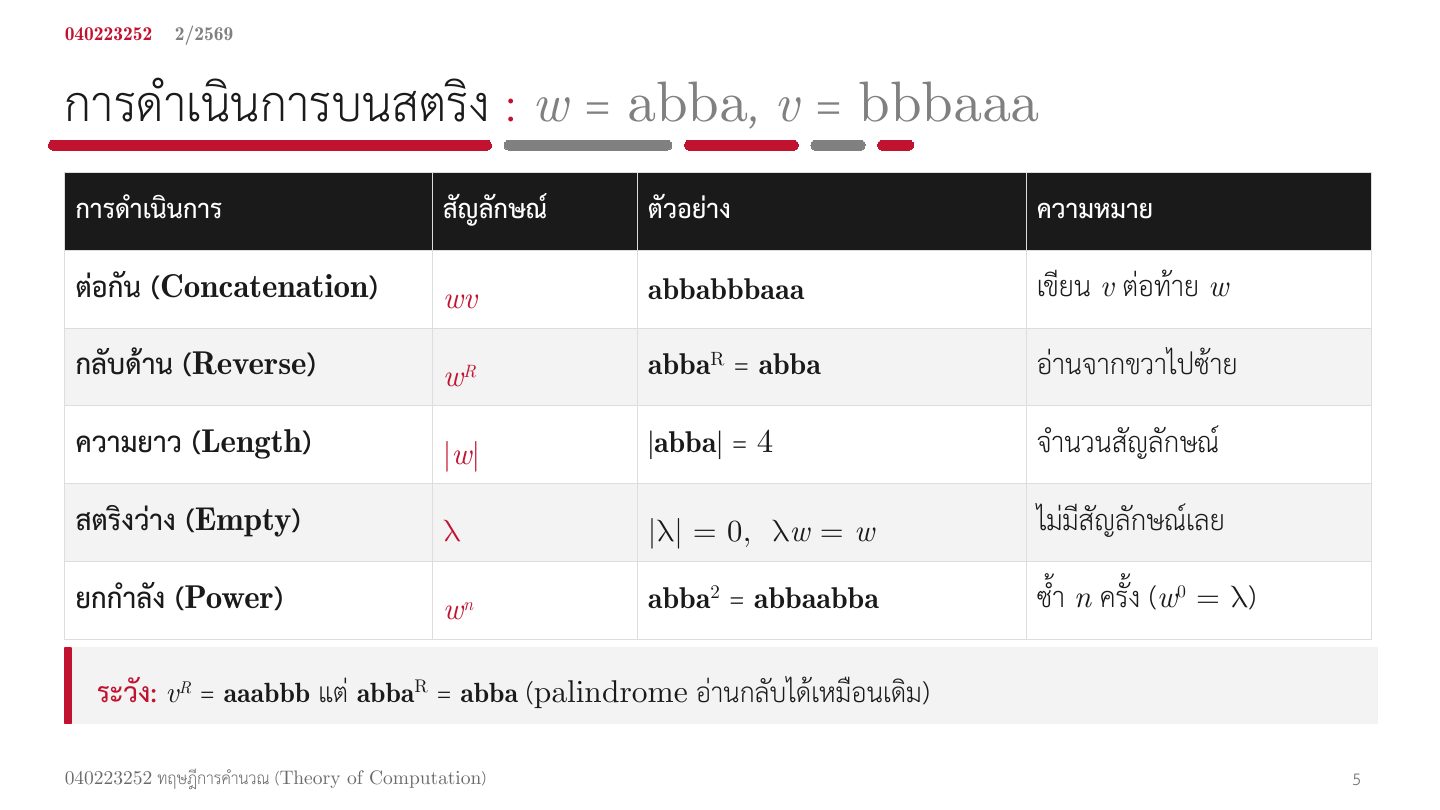 040223252 2/2569
การดำเนินการบนสตริง : w = abba, v = bbbaaa
การดำเนินการ สัญลักษณ์ ตัวอย่าง ความหมาย
ต่อกัน (Concatenation) wv abbabbbaaa เขียน v ต่อท้าย w
กลับด้าน (Reverse) wᴿ abbaᴿ = abba อ่านจากขวาไปซ้าย
ความยาว (Length) |w| |abba| = 4 จำนวนสัญลักษณ์
สตริงว่าง (Empty) λ |λ| = 0, λw = w ไม่มีสัญลักษณ์เลย
ยกกำลัง (Power) wⁿ abba² = abbaabba ซ้ำ n ครั้ง (w⁰ = λ)
ระวัง: vᴿ = aaabbb แต่ abbaᴿ = abba (palindrome อ่านกลับได้เหมือนเดิม)
040223252 ทฤษฎีการคำนวณ (Theory of Computation) 5